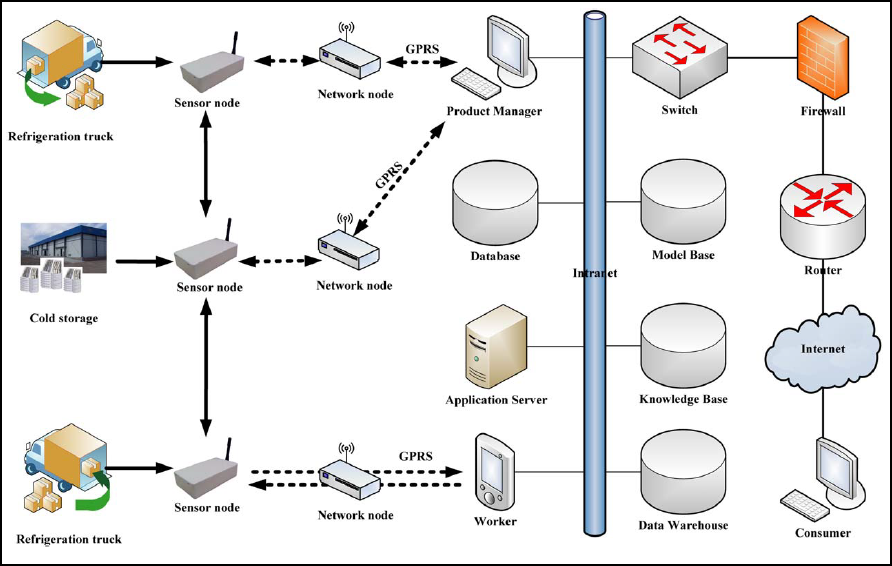 GPRS
Refrigeration truck
Sensor node
Network node
Product Manager
Switch
Firewall
GPRS
Cold storage
Sensor node
Network node
Database
Intranet
Model Base
Router
Application Server
Knowledge Base
Internet
GPRS
Refrigeration truck
Sensor node
Network node
Worker
Data Warehouse
Consumer